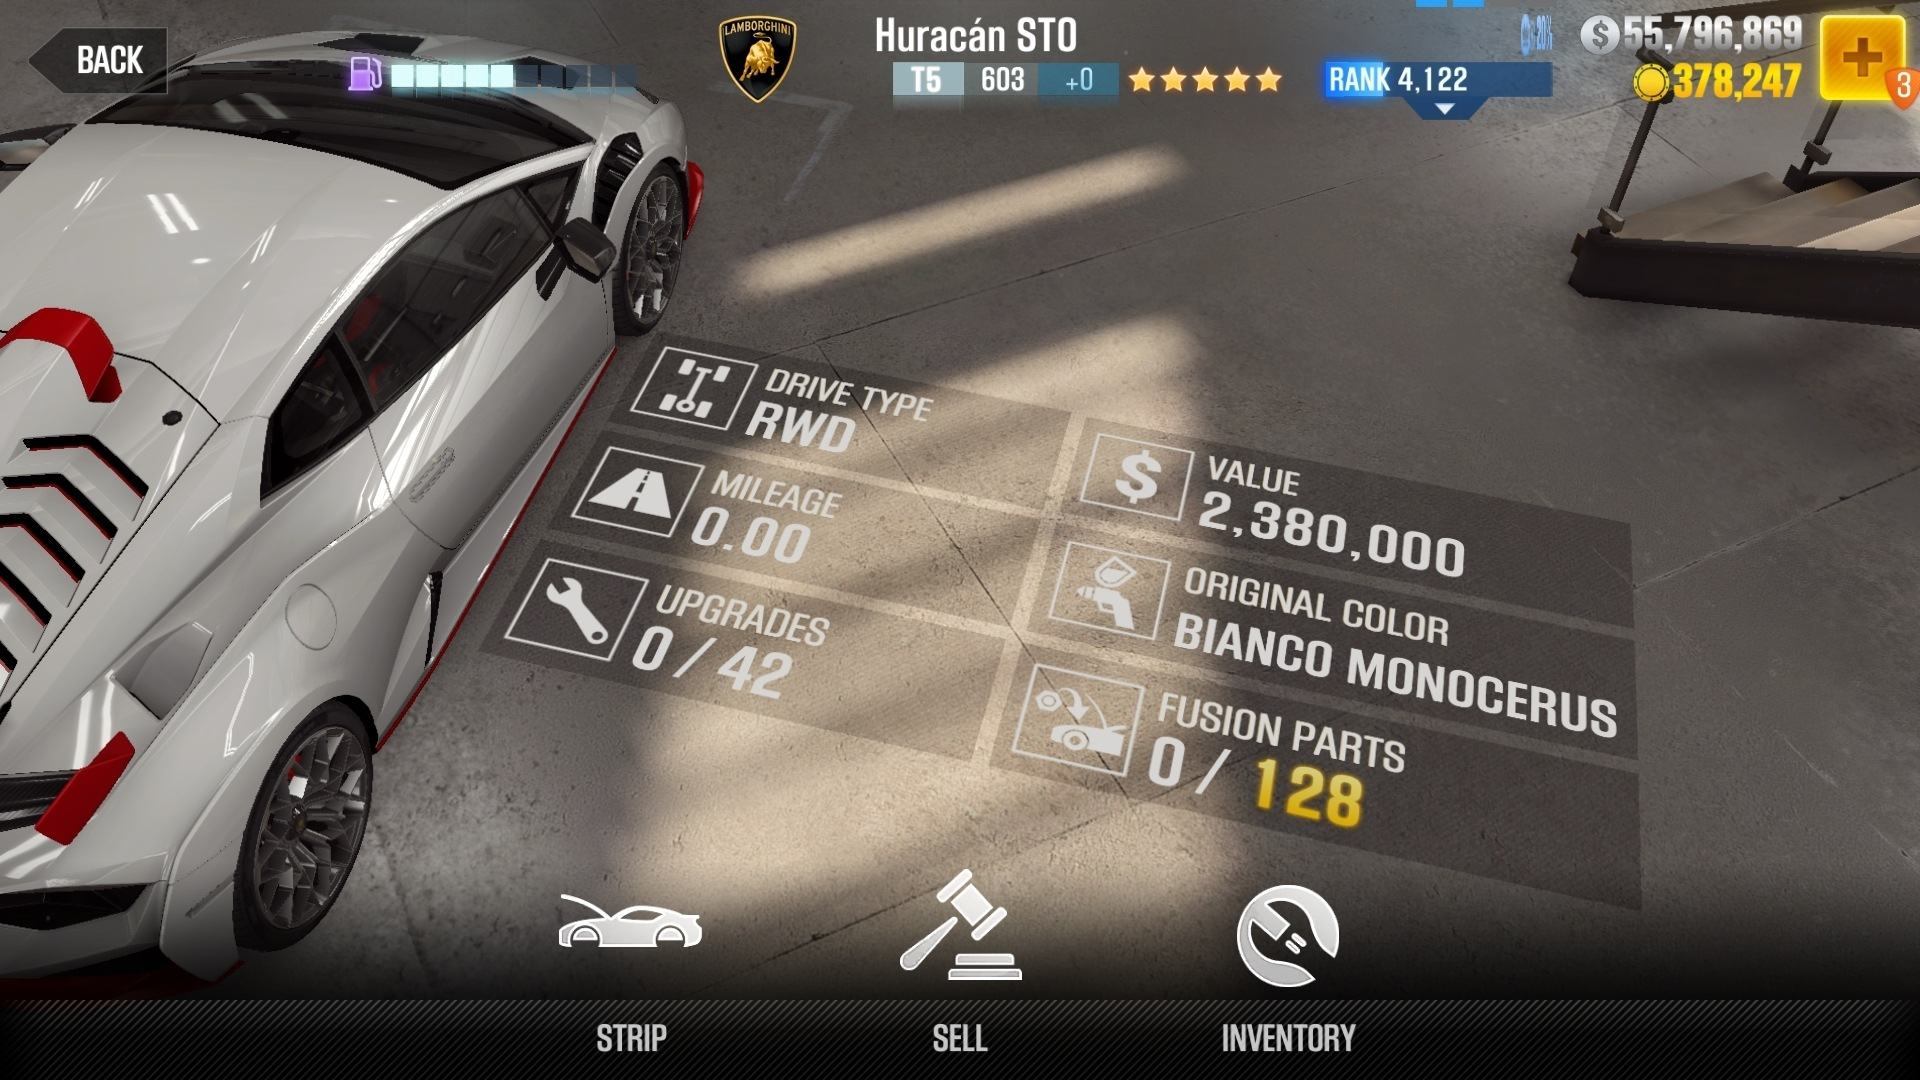 BACK
LAMBORGHINI
Huracán STO
T5 603 +0
RANK 4,122
20%
55,796,869
378,247
3
DRIVE TYPE
RWD
MILEAGE
0.00
UPGRADES
0 / 42
VALUE
2,380,000
ORIGINAL COLOR
BIANCO MONOCERUS
FUSION PARTS
0 / 128
STRIP
SELL
INVENTORY